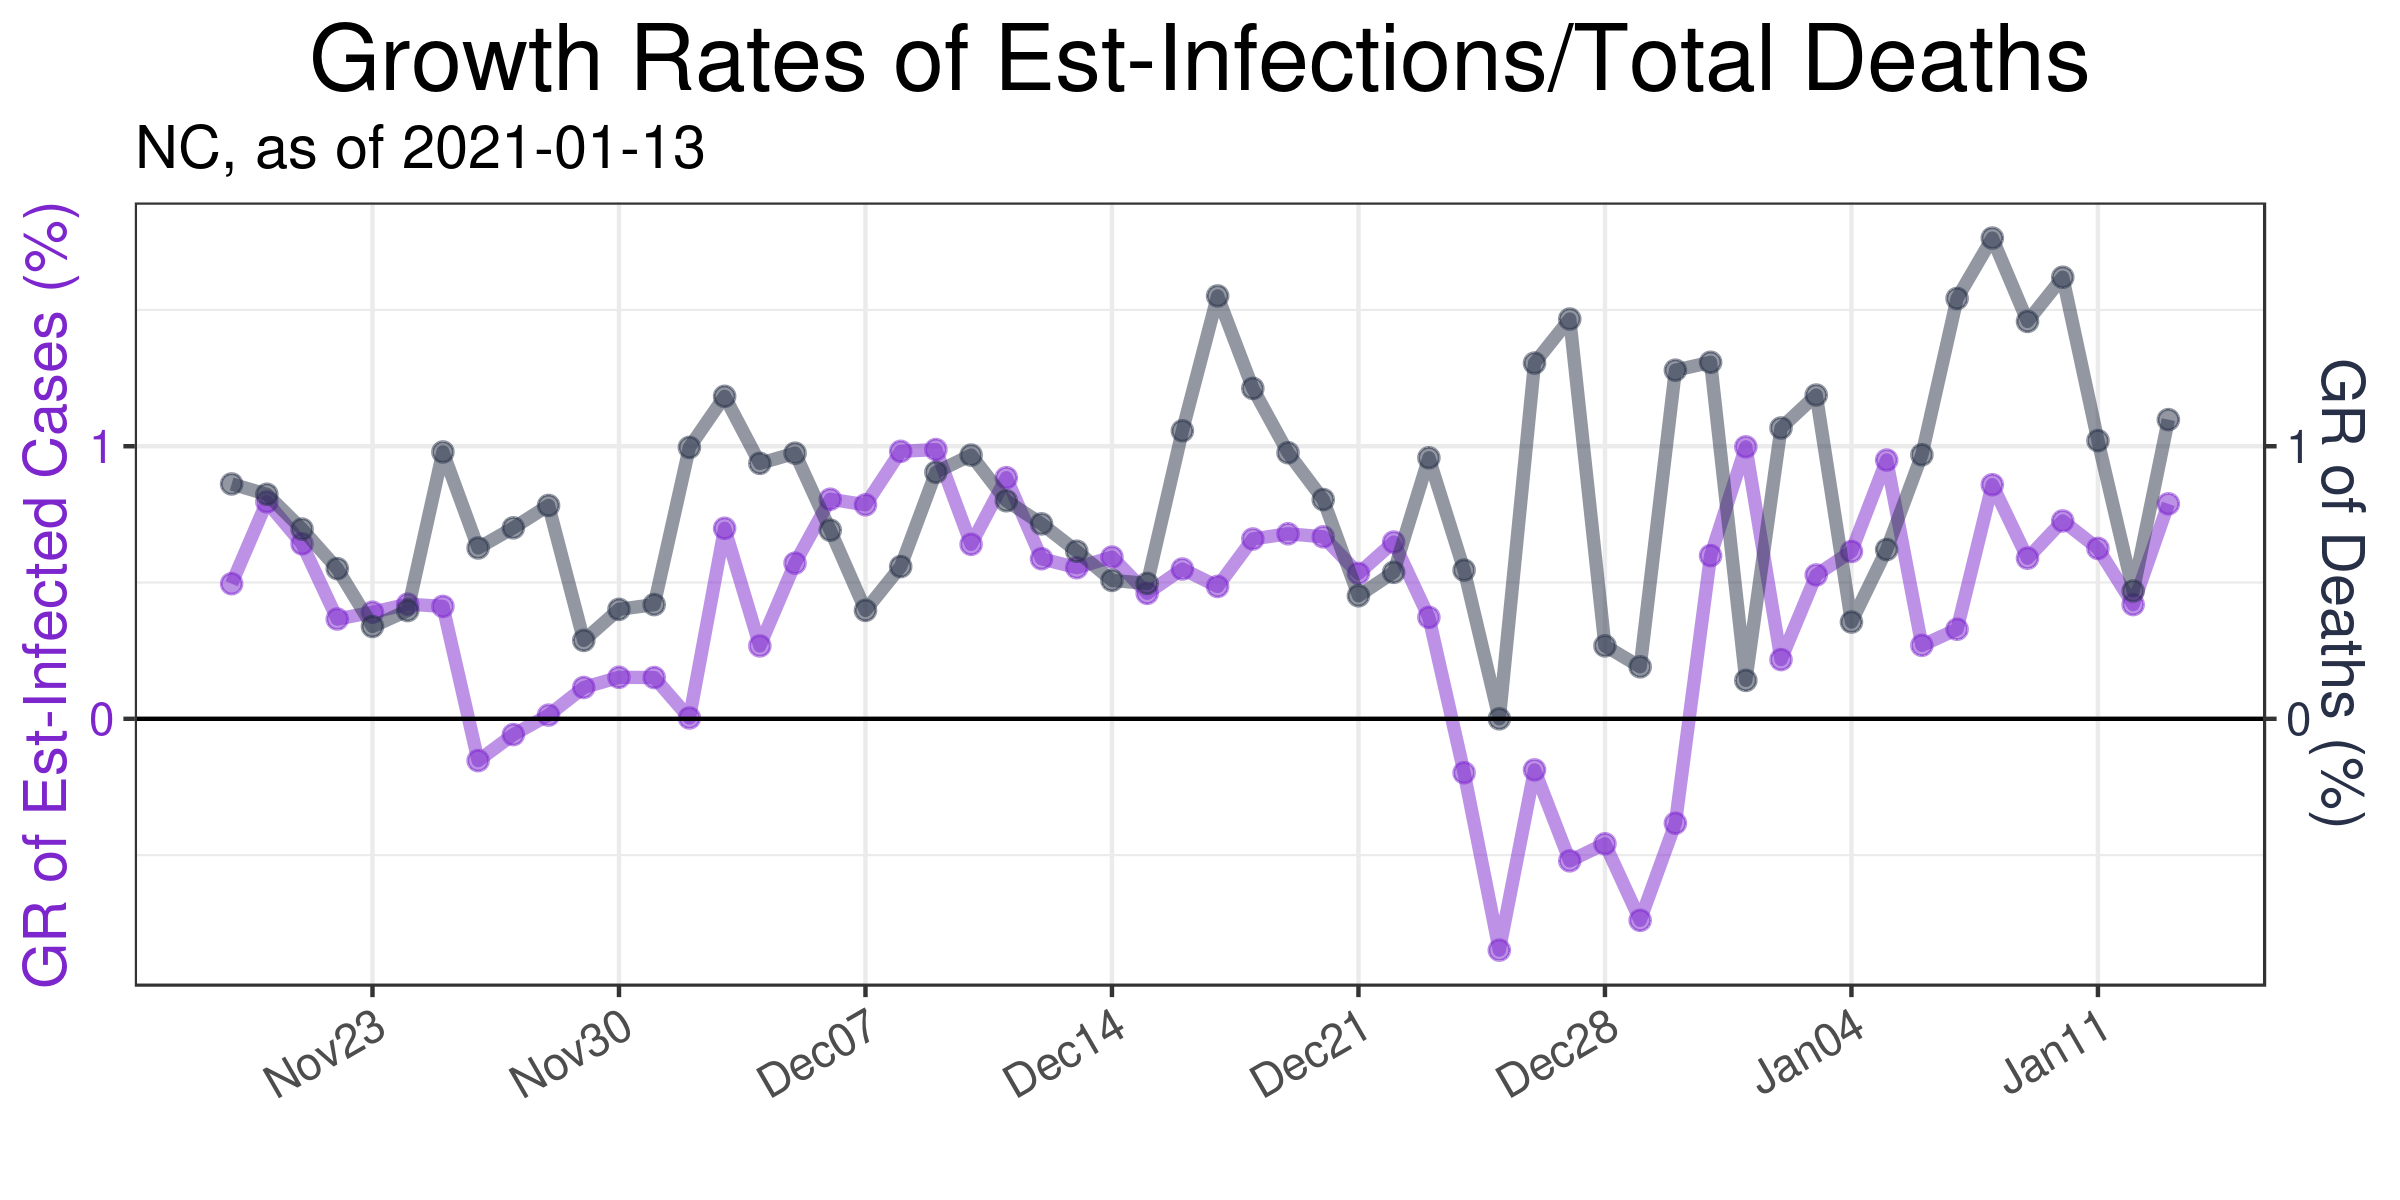 Growth Rates of Est-Infections/Total Deaths
NC, as of 2021-01-13
GR of Est-Infected Cases (%)
1
0
1
0
GR of Deaths (%)
Nov23
Nov30
Dec07
Dec14
Dec21
Dec28
Jan04
Jan11